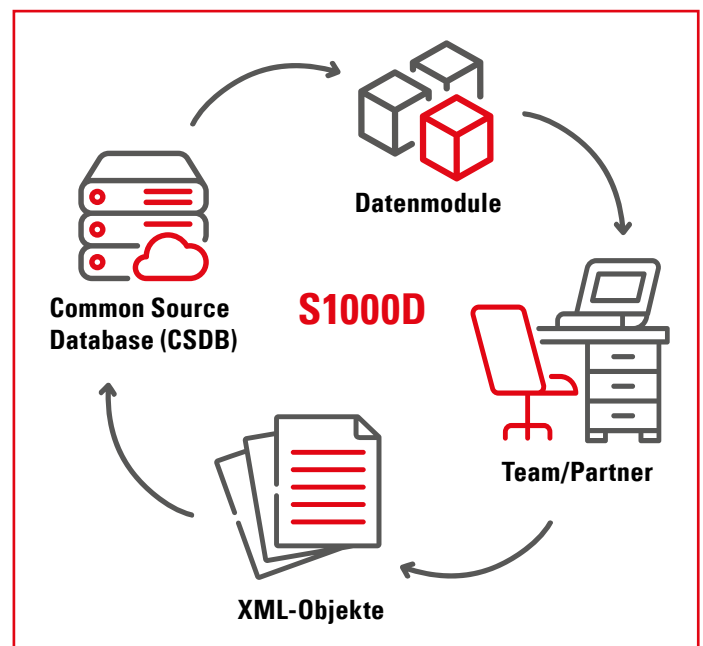 Datenmodule
Common Source
Database (CSDB)
S1000D
Team/Partner
XML-Objekte